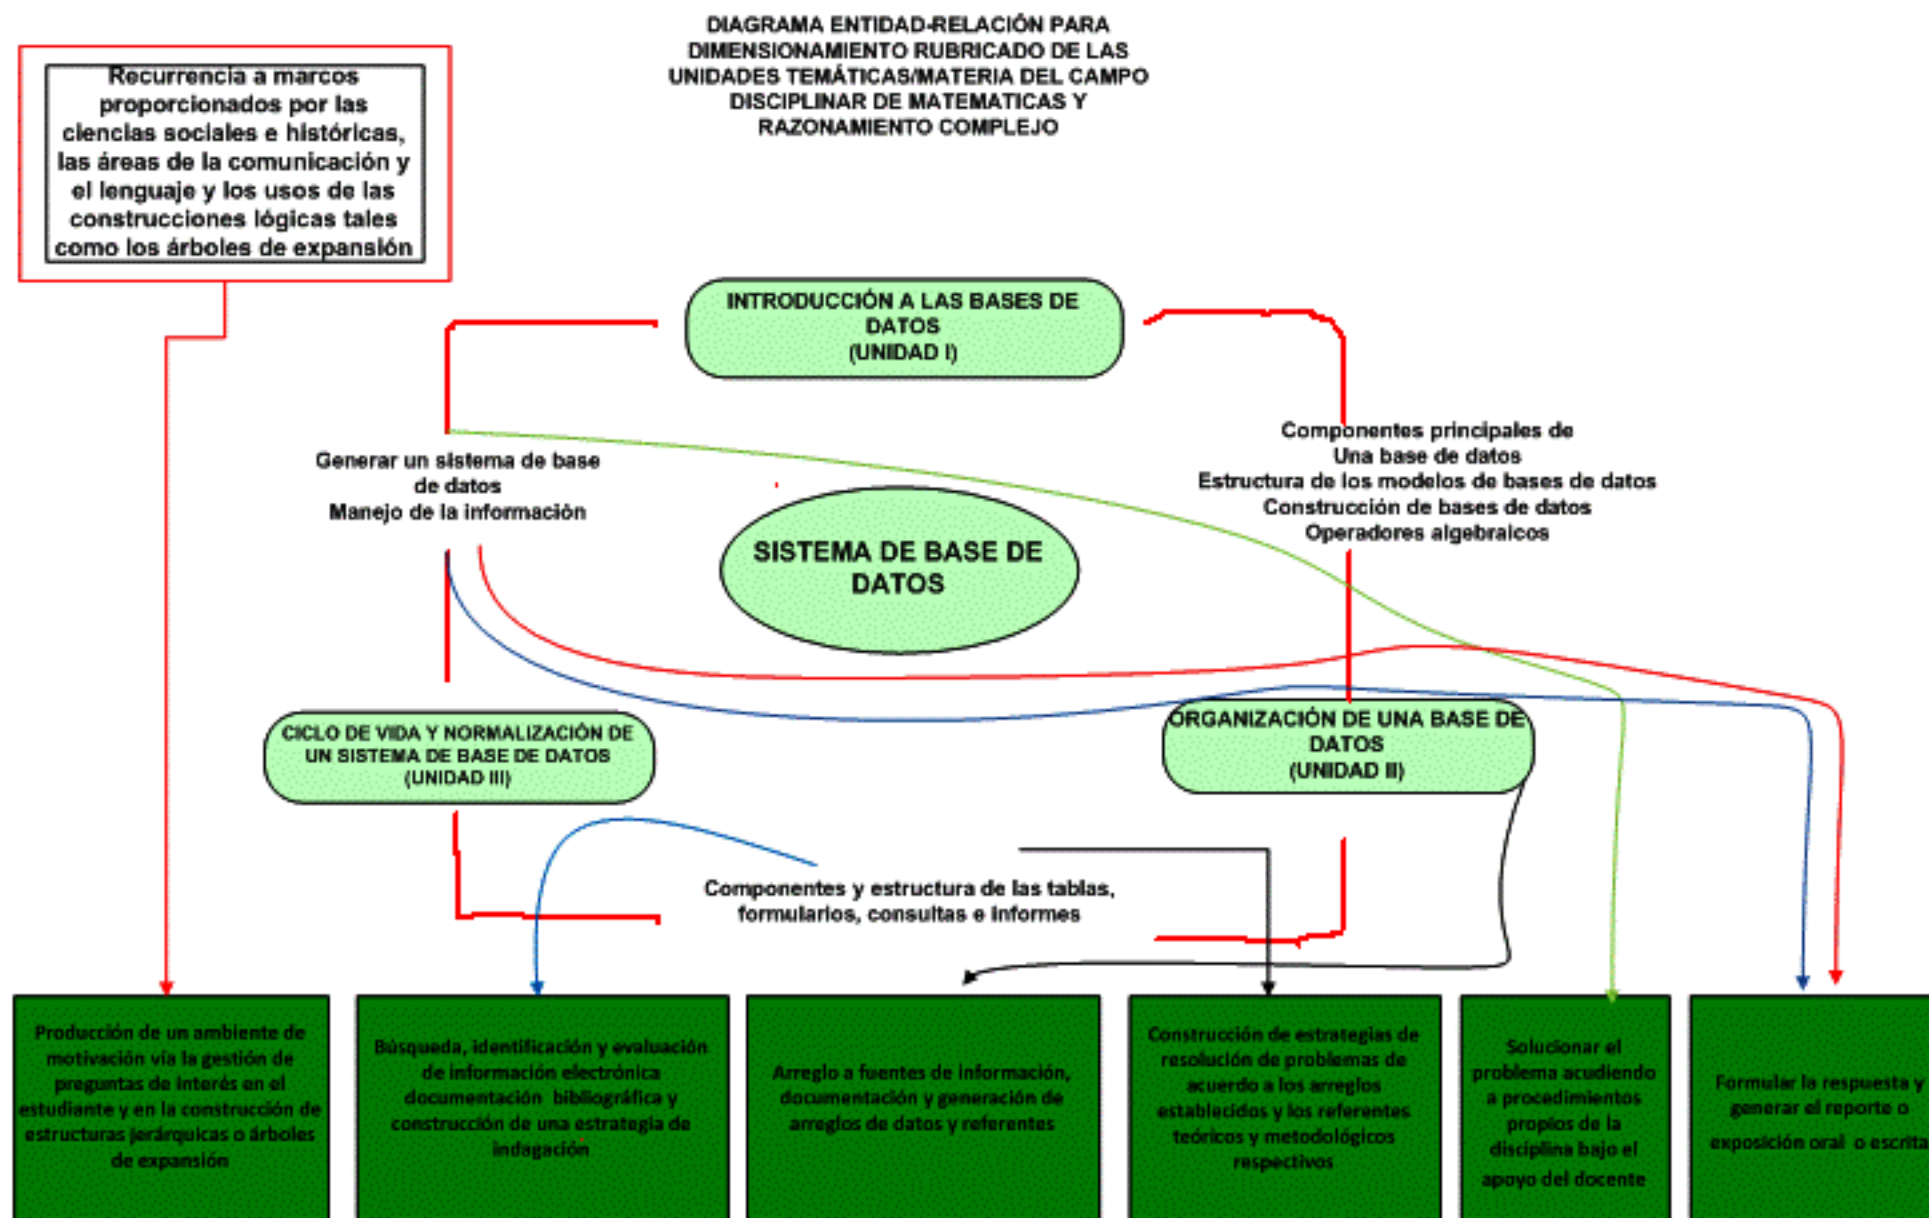 DIAGRAMA ENTIDAD-RELACIÓN PARA
DIMENSIONAMIENTO RUBRICADO DE LAS
UNIDADES TEMÁTICAS/MATERIA DEL CAMPO
DISCIPLINAR DE MATEMATICAS Y
RAZONAMIENTO COMPLEJO
Recurrencia a marcos
proporcionados por las
ciencias sociales e históricas,
las áreas de la comunicación y
el lenguaje y los usos de las
construcciones lógicas tales
como los árboles de expansión
INTRODUCCIÓN A LAS BASES DE
DATOS
(UNIDAD I)
Generar un sistema de base
de datos
Manejo de la información
Componentes principales de
Una base de datos
Estructura de los modelos de bases de datos
Construcción de bases de datos
Operadores algebraicos
SISTEMA DE BASE DE
DATOS
CICLO DE VIDA Y NORMALIZACIÓN DE
UN SISTEMA DE BASE DE DATOS
(UNIDAD III)
ORGANIZACIÓN DE UNA BASE DE
DATOS
(UNIDAD II)
Componentes y estructura de las tablas,
formularios, consultas e informes
Producción de un ambiente de
motivación vía la gestión de
preguntas de interés en el
estudiante y en la construcción de
estructuras jerárquicas o árboles
de expansión
Búsqueda, identificación y evaluación
de información electrónica
documentación bibliográfica y
construcción de una estrategia de
indagación
Arreglo a fuentes de información,
documentación y generación de
arreglos de datos y referentes
Construcción de estrategias de
resolución de problemas de
acuerdo a los arreglos
establecidos y los referentes
teóricos y metodológicos
respectivos
Solucionar el
problema acudiendo
a procedimientos
propios de la
disciplina bajo el
apoyo del docente
Formular la respuesta y
generar el reporte o
exposición oral o escrita